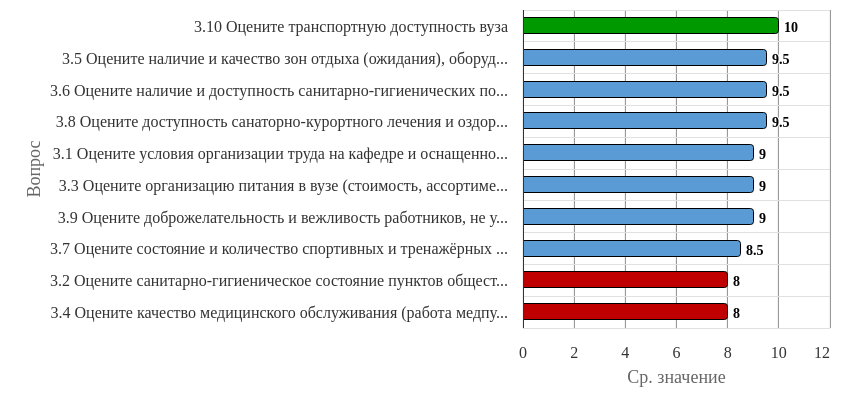 3.10 Оцените транспортную доступность вуза 10
3.5 Оцените наличие и качество зон отдыха (ожидания), оборуд... 9.5
3.6 Оцените наличие и доступность санитарно-гигиенических по... 9.5
3.8 Оцените доступность санаторно-курортного лечения и оздор... 9.5
3.1 Оцените условия организации труда на кафедре и оснащенно... 9
3.3 Оцените организацию питания в вузе (стоимость, ассортиме... 9
3.9 Оцените доброжелательность и вежливость работников, не у... 9
3.7 Оцените состояние и количество спортивных и тренажёрных ... 8.5
3.2 Оцените санитарно-гигиеническое состояние пунктов общест... 8
3.4 Оцените качество медицинского обслуживания (работа медпу... 8
Вопрос
0 2 4 6 8 10 12
Ср. значение